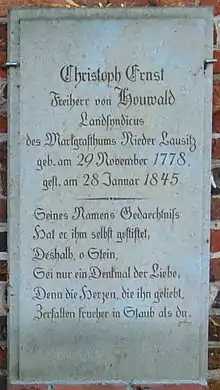 Christoph Ernst
Freiherr von Houwald
Landsyndicus
des Markgrafthums Nieder Lausitz
geb. am 29 November 1778,
gest. am 28 Januar 1845.
Seines Namens Gedaechtniss
Hat er ihm selbst gestiftet,
Deshalb, o Stein,
Sei nur ein Denkmal der Liebe,
Denn die Herzen, die ihn geliebt,
Zerfallen frueher in Staub als du.